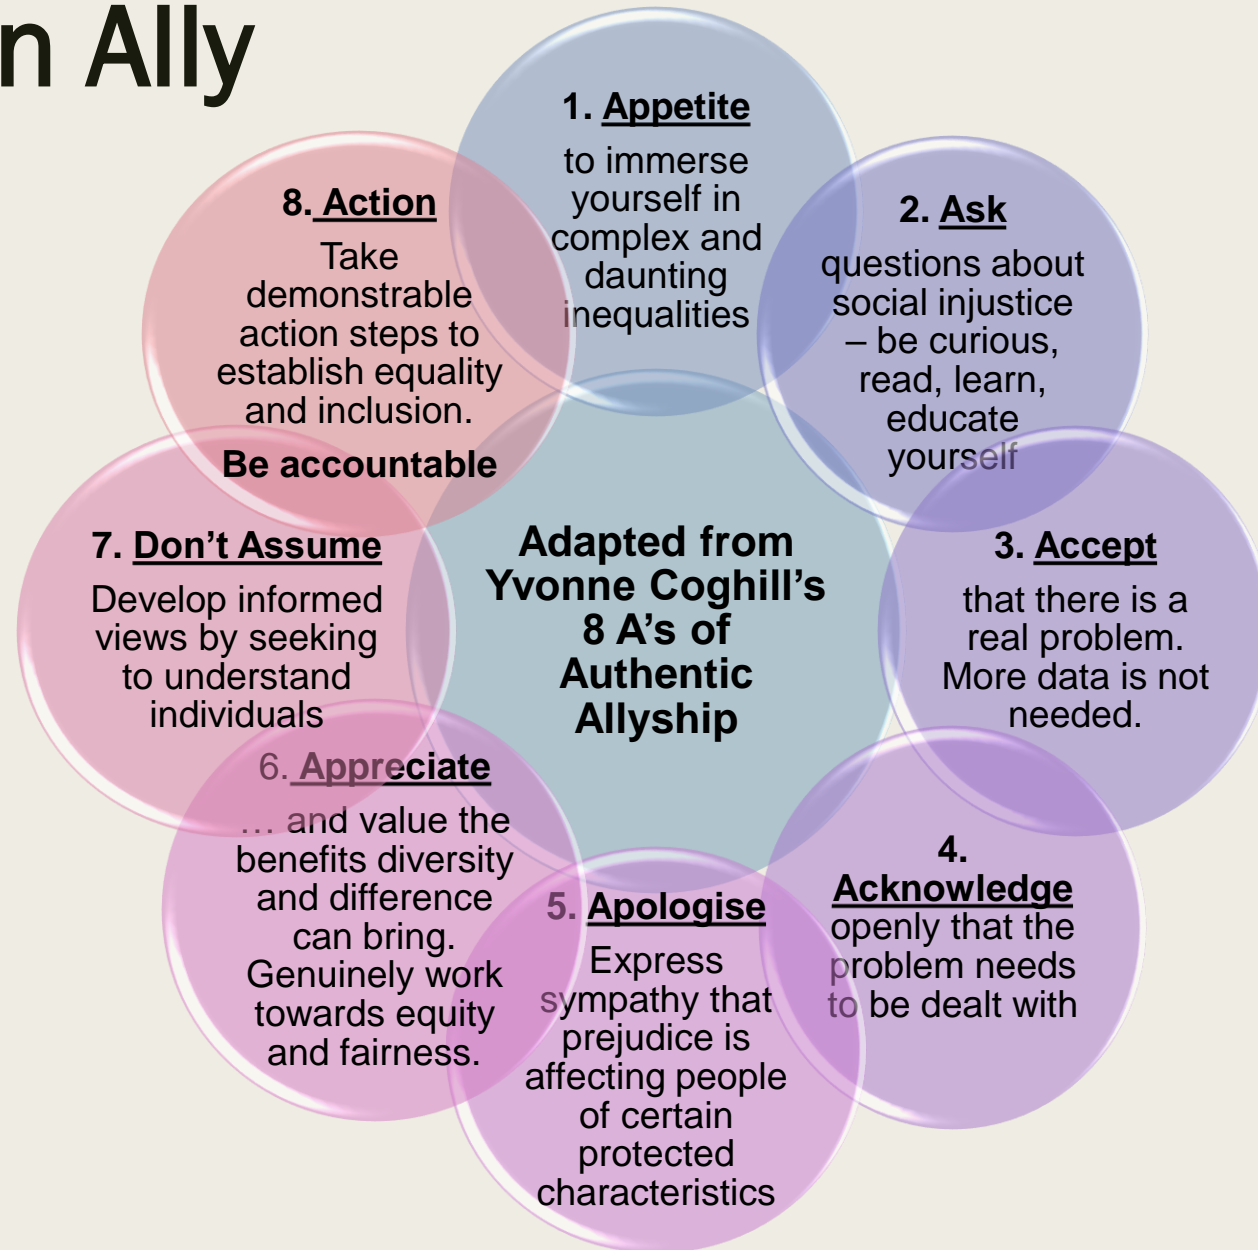 n Ally
1. Appetite
to immerse
yourself in
complex and
daunting
inequalities
2. Ask
questions about
social injustice
– be curious,
read, learn,
educate
yourself
3. Accept
that there is a
real problem.
More data is not
needed.
4.
Acknowledge
openly that the
problem needs
to be dealt with
5. Apologise
Express
sympathy that
prejudice is
affecting people
of certain
protected
characteristics
6. Appreciate
… and value the
benefits diversity
and difference
can bring.
Genuinely work
towards equity
and fairness.
7. Don’t Assume
Develop informed
views by seeking
to understand
individuals
8. Action
Take
demonstrable
action steps to
establish equality
and inclusion.
Be accountable
Adapted from
Yvonne Coghill’s
8 A’s of
Authentic
Allyship